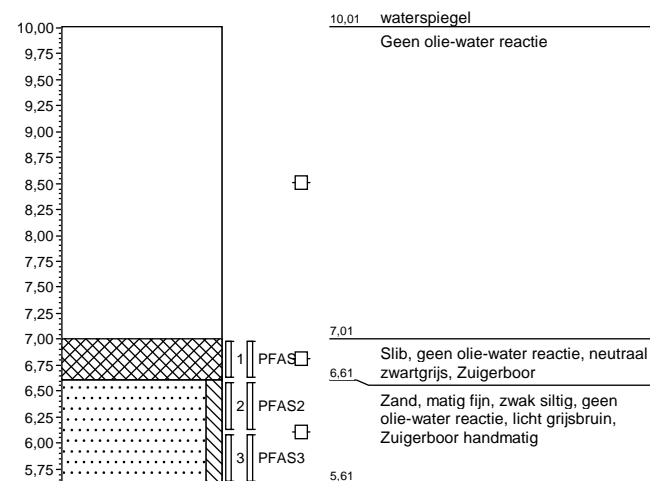 10,01 waterspiegel
10,00
Geen olie-water reactie
9,75
9,50
9,25
9,00
8,75
8,50
8,25
8,00
7,75
7,50
7,25
7,00
7,01
6,75
1 PFAS
Slib, geen olie-water reactie, neutraal
6,61
zwartgrijs, Zuigerboor
6,50
Zand, matig fijn, zwak siltig, geen
2 PFAS2
olie-water reactie, licht grijsbruin,
6,25
Zuigerboor handmatig
6,00
3 PFAS3
5,75
5,61